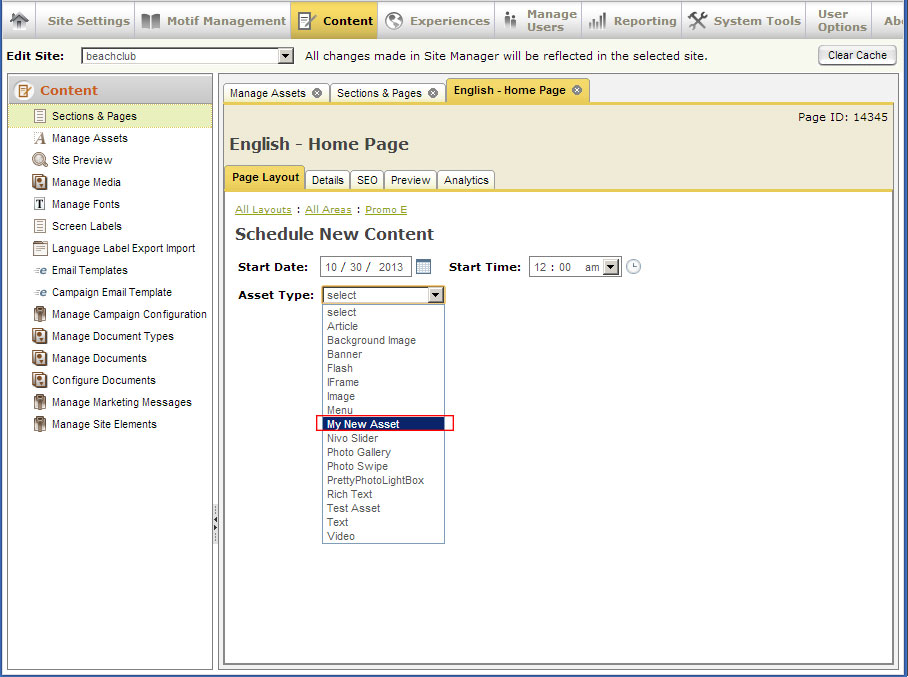 Site Settings
Motif Management
Content
Experiences
Manage Users
Reporting
System Tools
User Options
Edit Site: beachclub All changes made in Site Manager will be reflected in the selected site. Clear Cache
Content
Sections & Pages
Manage Assets
Site Preview
Manage Media
Manage Fonts
Screen Labels
Language Label Export Import
Email Templates
Campaign Email Template
Manage Campaign Configuration
Manage Document Types
Manage Documents
Configure Documents
Manage Marketing Messages
Manage Site Elements
Manage Assets Sections & Pages English - Home Page
Page ID: 14345
English - Home Page
Page Layout Details SEO Preview Analytics
All Layouts : All Areas : Promo E
Schedule New Content
Start Date: 10 / 30 / 2013 Start Time: 12 : 00 am
Asset Type: select
select
Article
Background Image
Banner
Flash
IFrame
Image
Menu
My New Asset
Nivo Slider
Photo Gallery
Photo Swipe
PrettyPhotoLightBox
Rich Text
Test Asset
Text
Video